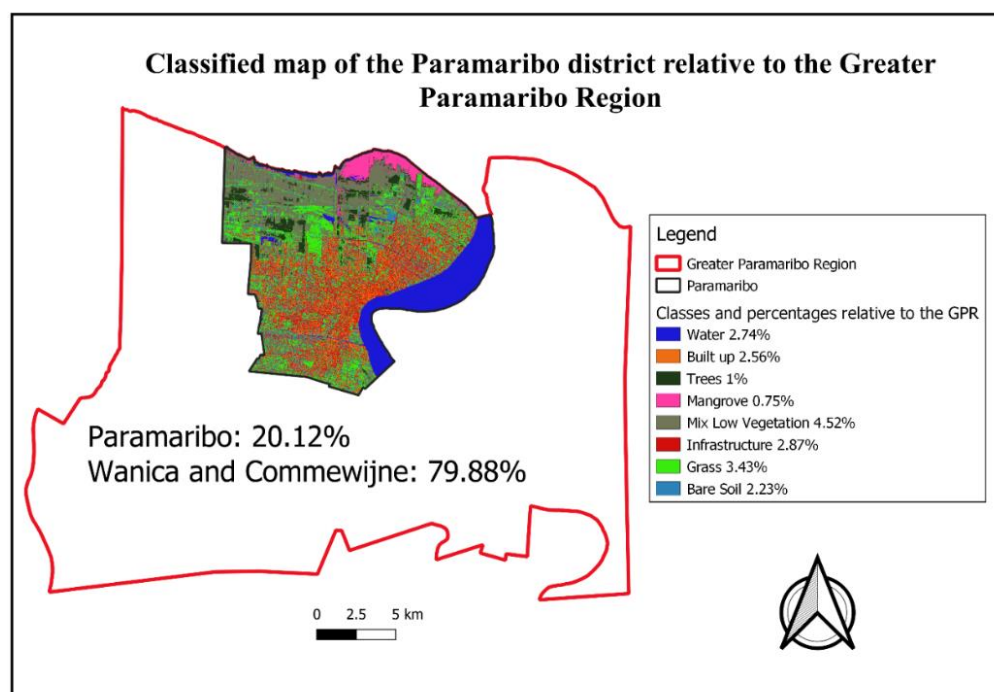 Classified map of the Paramaribo district relative to the Greater
Paramaribo Region
Legend
Greater Paramaribo Region
Paramaribo
Classes and percentages relative to the GPR
Water 2.74%
Built up 2.56%
Trees 1%
Mangrove 0.75%
Mix Low Vegetation 4.52%
Infrastructure 2.87%
Grass 3.43%
Bare Soil 2.23%
Paramaribo: 20.12%
Wanica and Commewijne: 79.88%
0 2.5 5 km